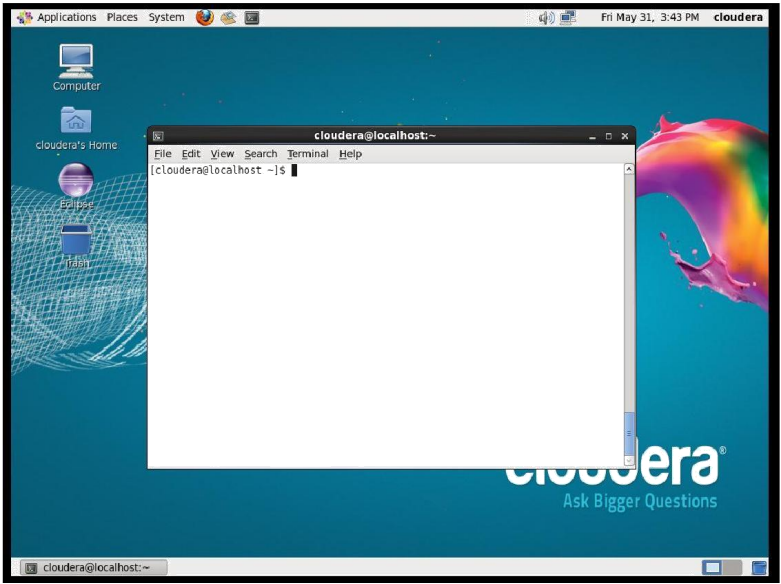 Applications Places System Fri May 31, 3:43 PM cloudera
Computer
cloudera's Home
Eclipse
Trash
cloudera@localhost:~
File Edit View Search Terminal Help
[cloudera@localhost ~]$
cloudera®
Ask Bigger Questions
cloudera@localhost:~